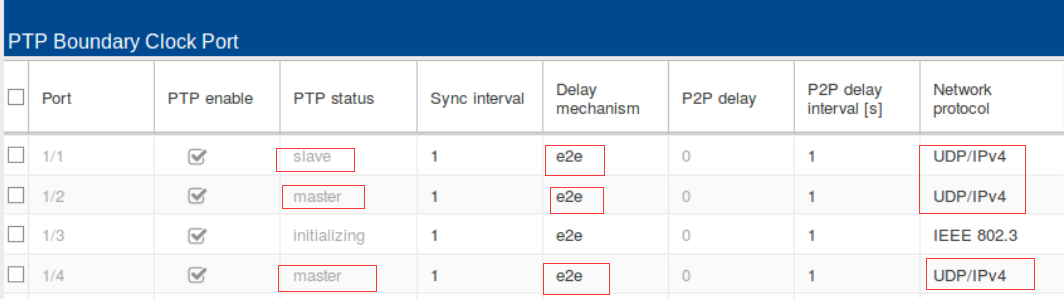 PTP Boundary Clock Port
Port PTP enable PTP status Sync interval Delay mechanism P2P delay P2P delay interval [s] Network protocol
1/1 slave 1 e2e 0 1 UDP/IPv4
1/2 master 1 e2e 0 1 UDP/IPv4
1/3 initializing 1 e2e 0 1 IEEE 802.3
1/4 master 1 e2e 0 1 UDP/IPv4